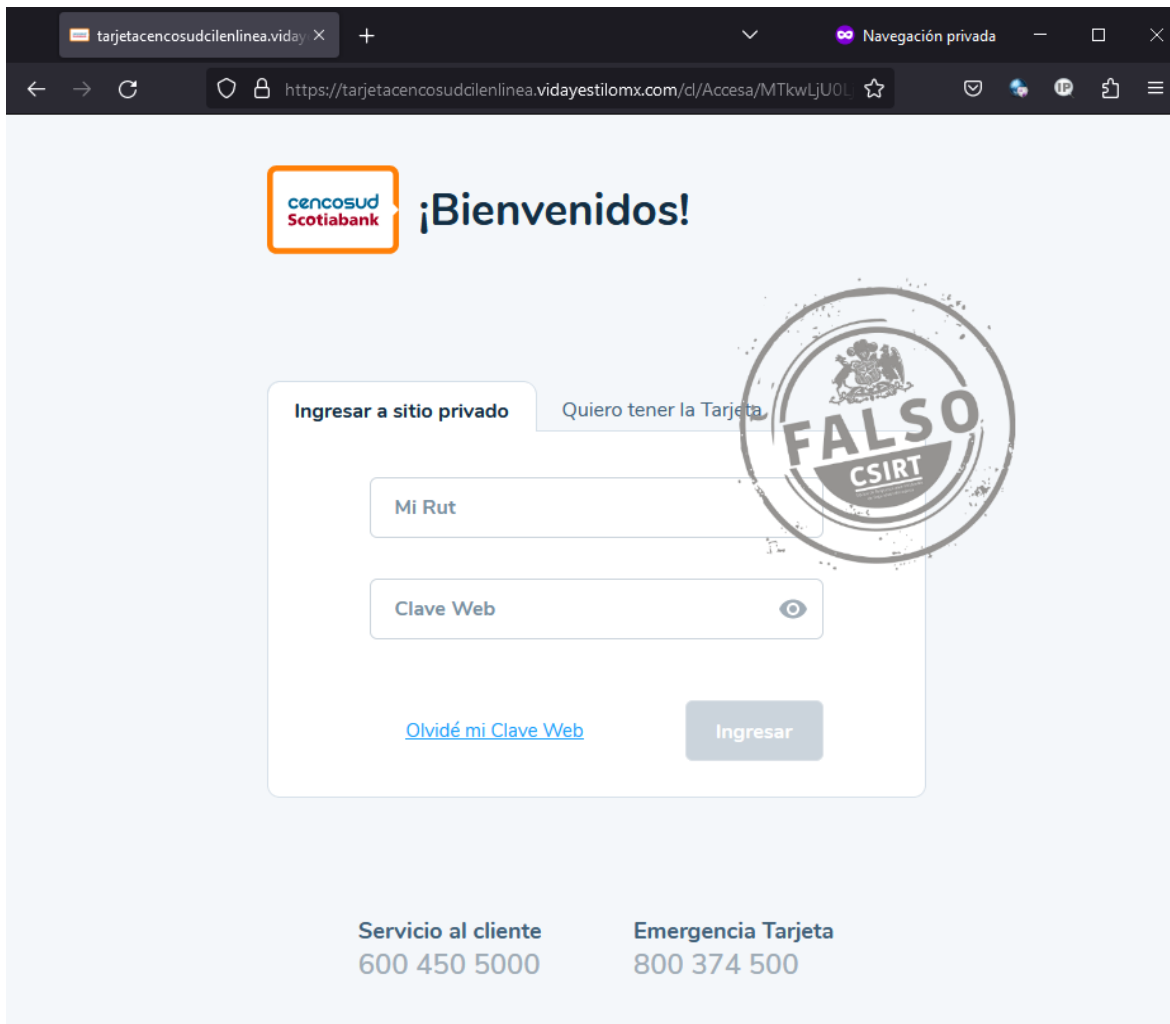 tarjetacencosudcilenlinea.viday
Navegación privada
https://tarjetacencosudcilenlinea.vidayestilomx.com/cl/Accesa/MTkwLjU0L
cencosud
Scotiabank
¡Bienvenidos!
Ingresar a sitio privado
Quiero tener la Tarjeta
FALSO
CSIRT
Mi Rut
Clave Web
Olvidé mi Clave Web
Ingresar
Servicio al cliente
Emergencia Tarjeta
600 450 5000
800 374 500